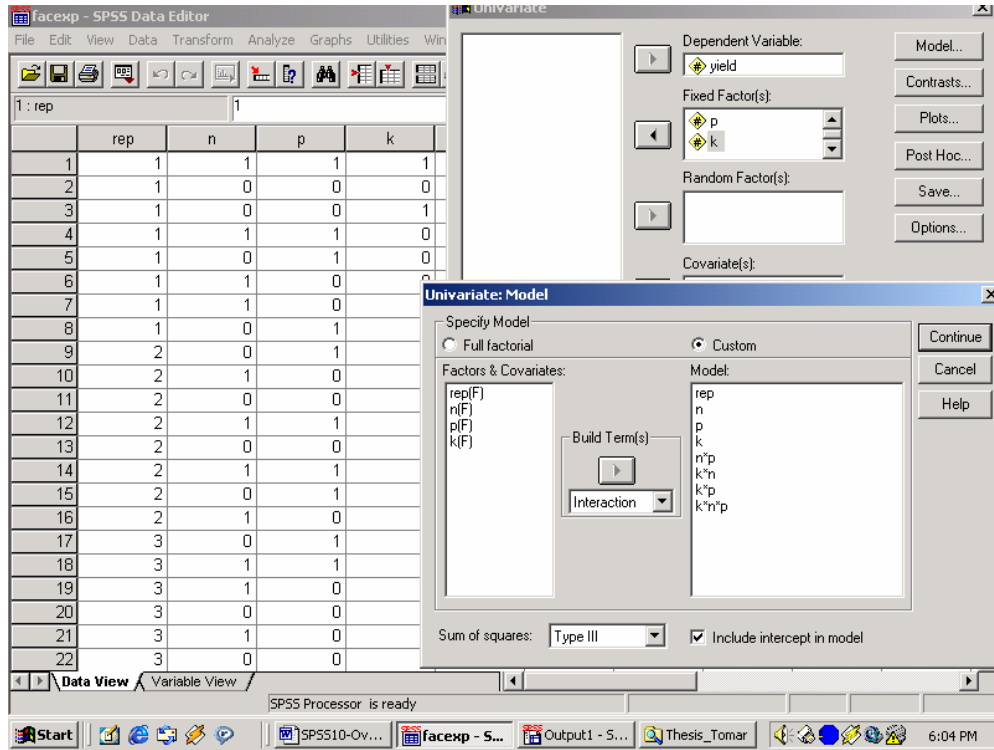 facexp - SPSS Data Editor
File Edit View Data Transform Analyze Graphs Utilities Win
1 : rep 1
rep n p k
1 1 1 1 1
2 1 0 0 0
3 1 0 0 1
4 1 1 1 0
5 1 0 1 0
6 1 1 0 0
7 1 1 0
8 1 0 1
9 2 0 1
10 2 1 0
11 2 0 0
12 2 1 1
13 2 0 0
14 2 1 1
15 2 0 1
16 2 1 0
17 3 0 1
18 3 1 1
19 3 1 0
20 3 0 0
21 3 1 0
22 3 0 0
Data View Variable View
SPSS Processor is ready
Univariate
Dependent Variable:
yield
Fixed Factor(s):
p
k
Random Factor(s):
Covariate(s):
Model...
Contrasts...
Plots...
Post Hoc...
Save...
Options...
Univariate: Model
Specify Model
Full factorial
Custom
Factors & Covariates:
rep(F)
n(F)
p(F)
k(F)
Build Term(s)
Interaction
Model:
rep
n
p
k
n*p
k*n
k*p
k*n*p
Continue
Cancel
Help
Sum of squares: Type III
Include intercept in model
Start
SPSS10-Ov...
facexp - S...
Output1 - S...
Thesis_Tomar
6:04 PM